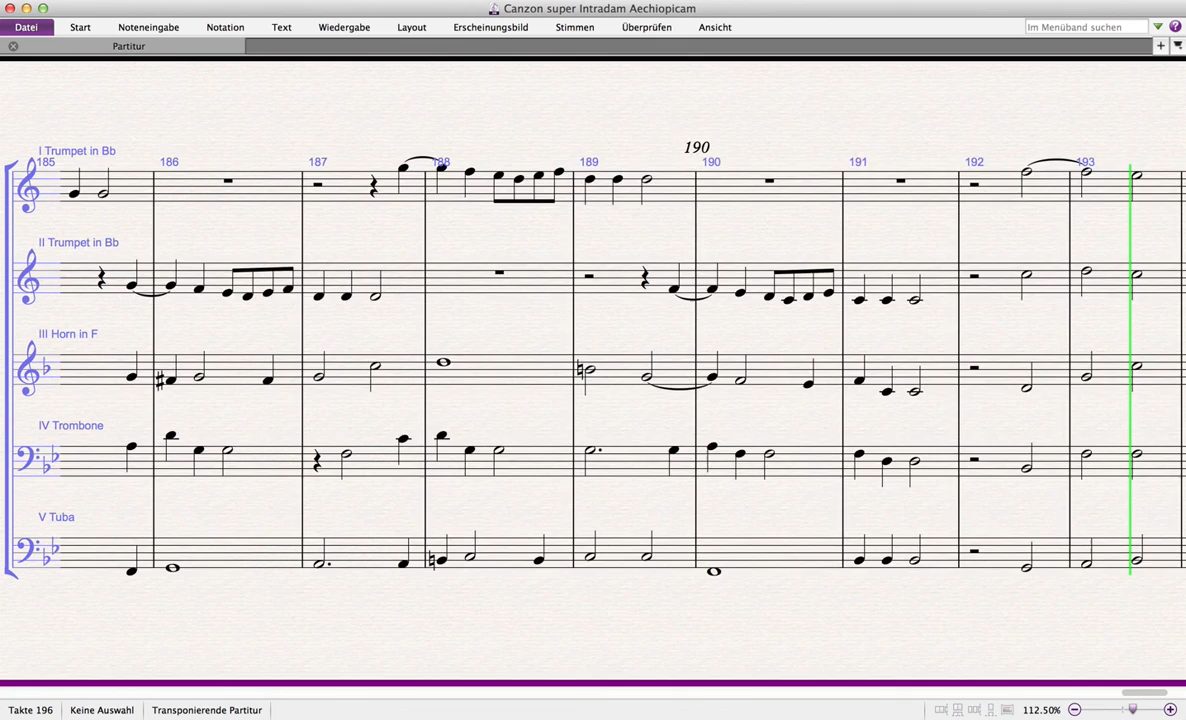 Canzon super Intradam Aechiopicam
Datei Start Noteneingabe Notation Text Wiedergabe Layout Erscheinungsbild Stimmen Überprüfen Ansicht Im Menüband suchen
Partitur
190
I Trumpet in Bb
185 186 187 188 189 190 191 192 193
II Trumpet in Bb
III Horn in F
IV Trombone
V Tuba
Takte 196 Keine Auswahl Transponierende Partitur 112.50%